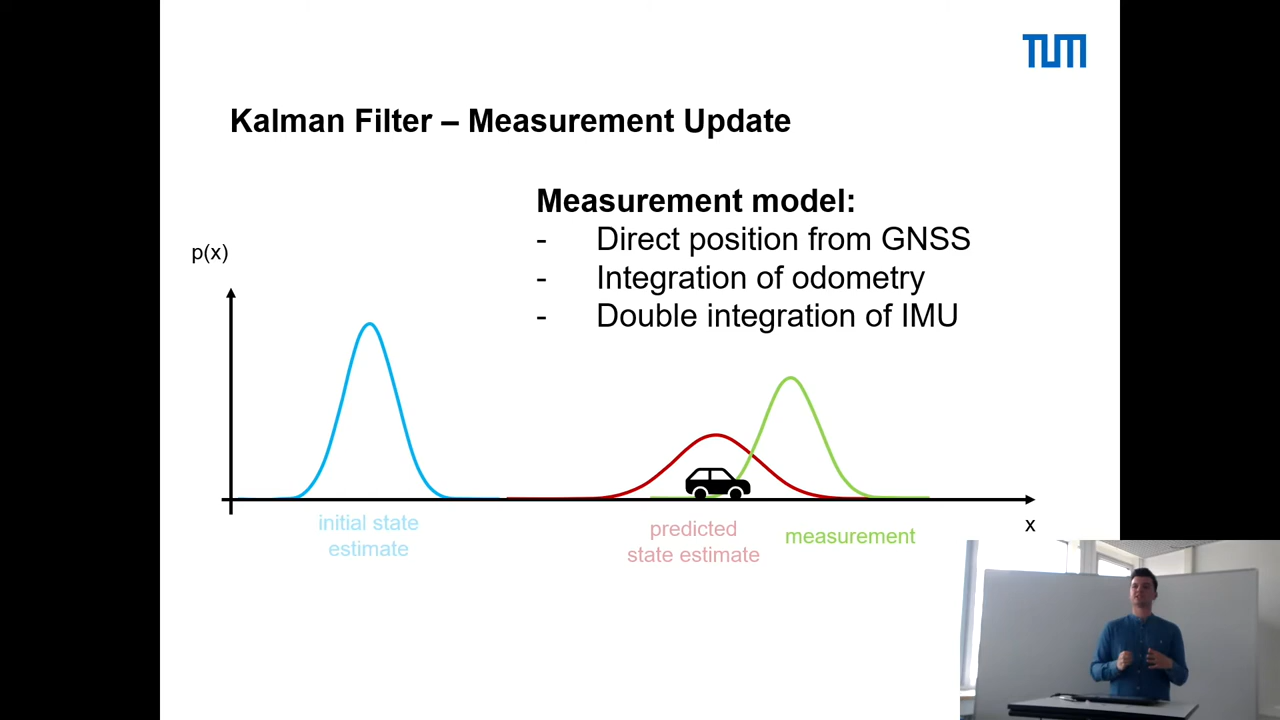 TUM
Kalman Filter – Measurement Update
Measurement model:
- Direct position from GNSS
- Integration of odometry
- Double integration of IMU
p(x)
x
initial state
estimate
predicted
state estimate
measurement